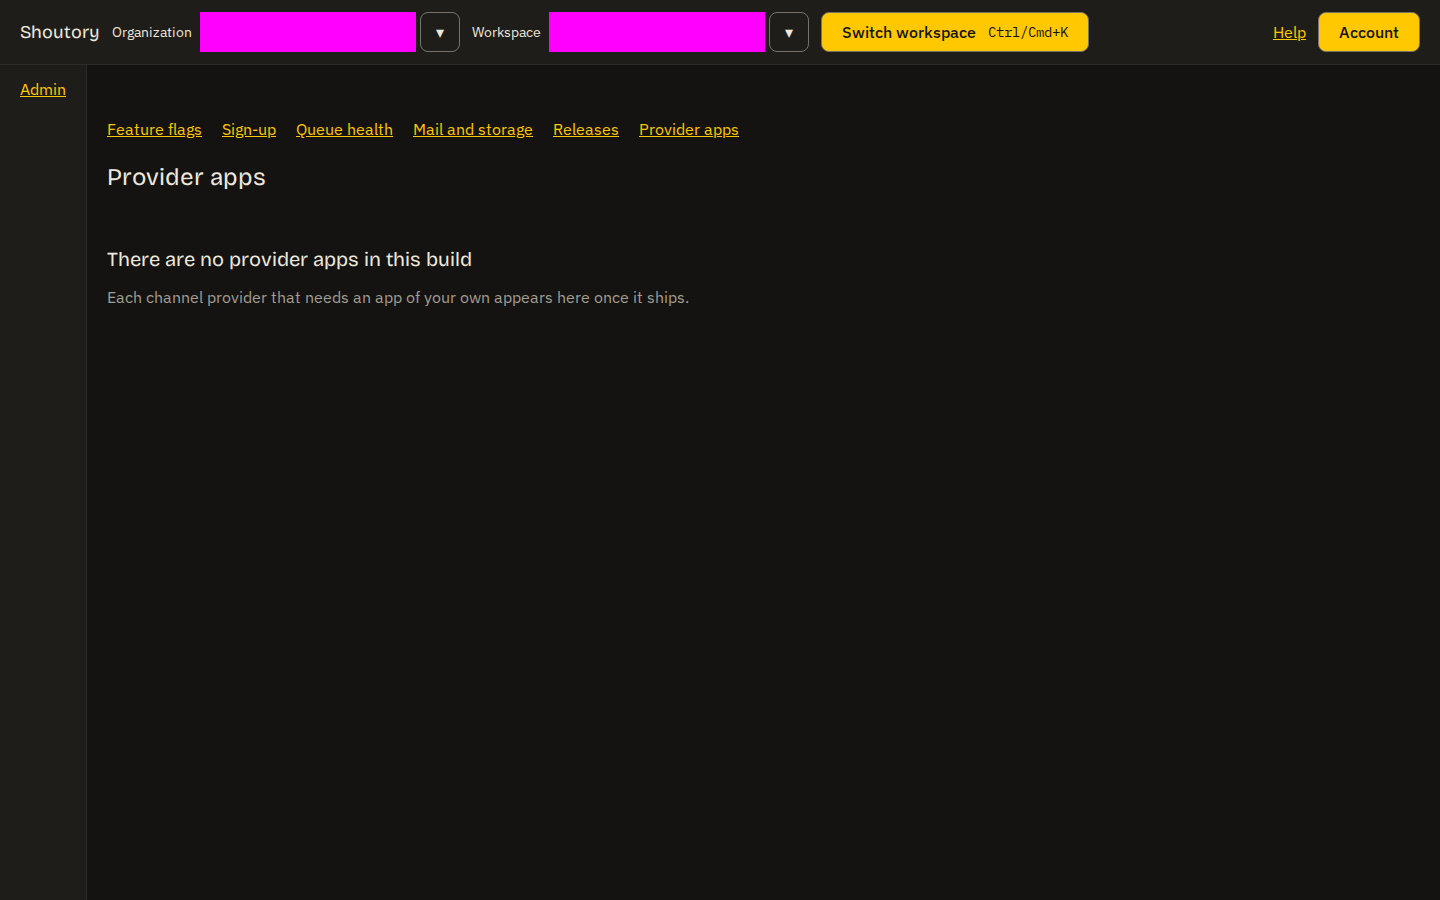 Shoutory Organization ▼ Workspace ▼ Switch workspace Ctrl/Cmd+K Help Account
Admin
Feature flags Sign-up Queue health Mail and storage Releases Provider apps
Provider apps
There are no provider apps in this build
Each channel provider that needs an app of your own appears here once it ships.